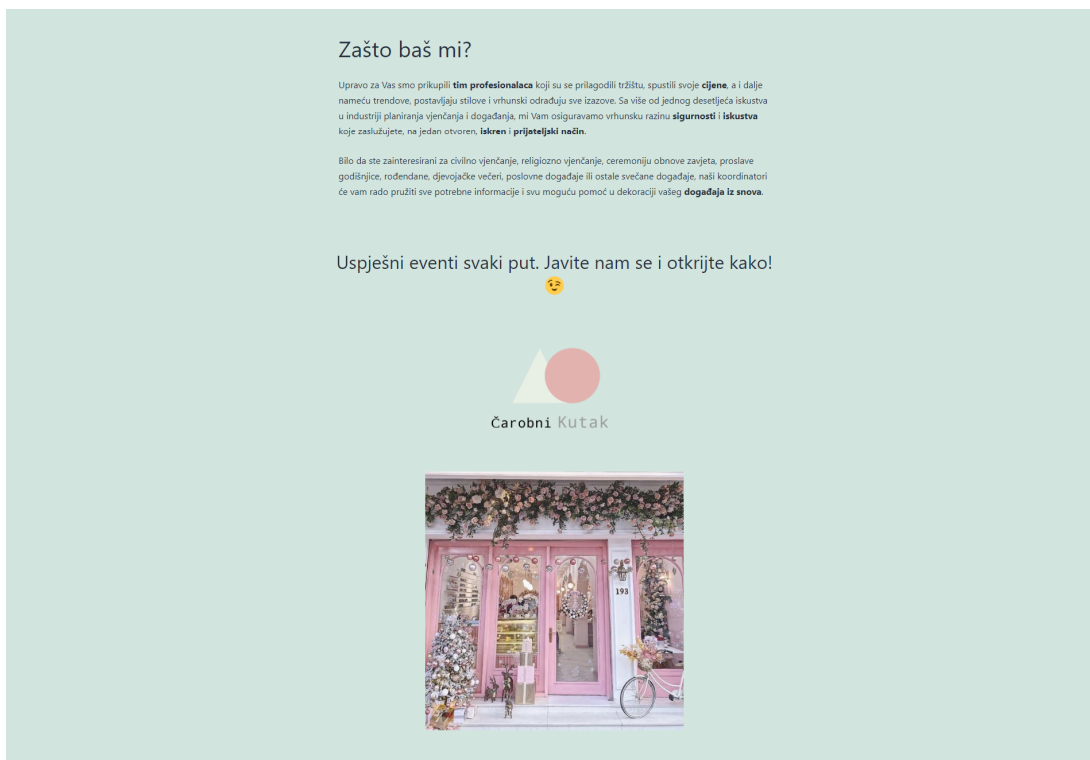 Zašto baš mi?
Upravo za Vas smo prikupili tim profesionalaca koji su se prilagodili tržištu, spustili svoje cijene, a i dalje
nameću trendove, postavljaju stilove i vrhunski odrađuju sve izazove. Sa više od jednog desetljeća iskustva
u industriji planiranja vjenčanja i događanja, mi Vam osiguravamo vrhunsku razinu sigurnosti i iskustva
koje zaslužujete, na jedan otvoren, iskren i prijateljski način.
Bilo da ste zainteresirani za civilno vjenčanje, religiozno vjenčanje, ceremoniju obnove zavjeta, proslave
godišnjice, rođendane, djevojačke večeri, poslovne događaje ili ostale svečane događaje, naši koordinatori
će vam rado pružiti sve potrebne informacije i svu moguću pomoć u dekoraciji vašeg događaja iz snova.
Uspješni eventi svaki put. Javite nam se i otkrijte kako!
😉
Čarobni Kutak
193